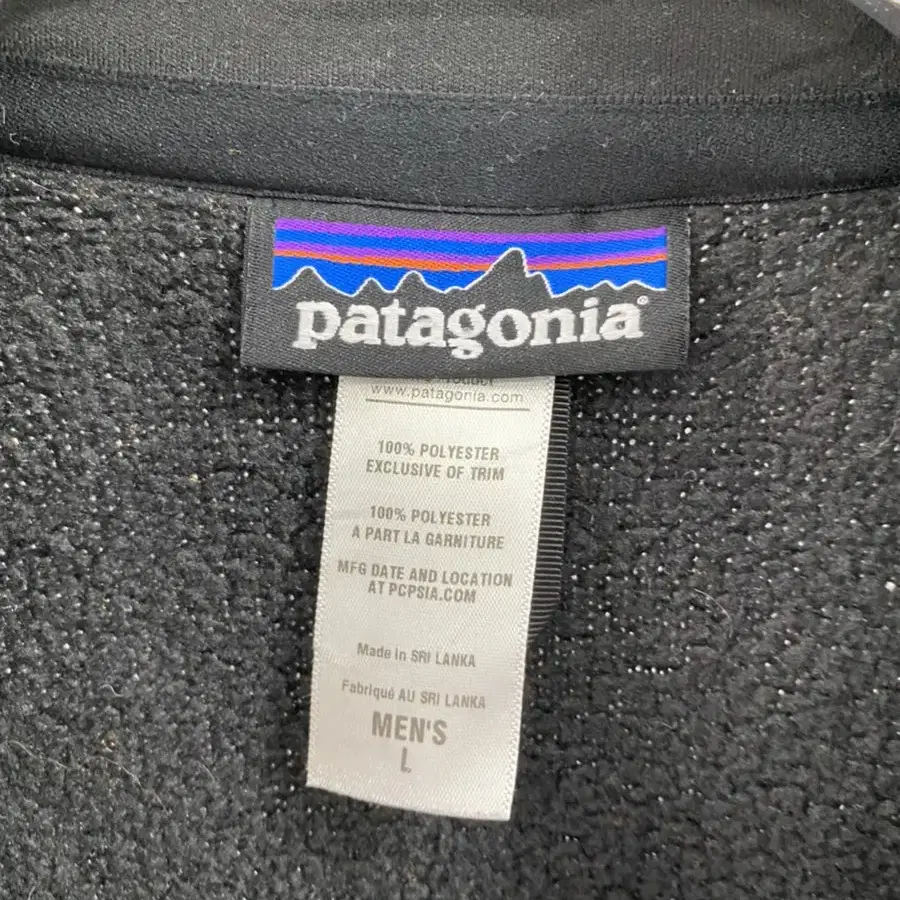 patagonia®
www.patagonia.com
100% POLYESTER
EXCLUSIVE OF TRIM
100% POLYESTER
À PART LA GARNITURE
MFG DATE AND LOCATION
AT PCPSIA.COM
Made in SRI LANKA
Fabriqué AU SRI LANKA
MEN'S
L